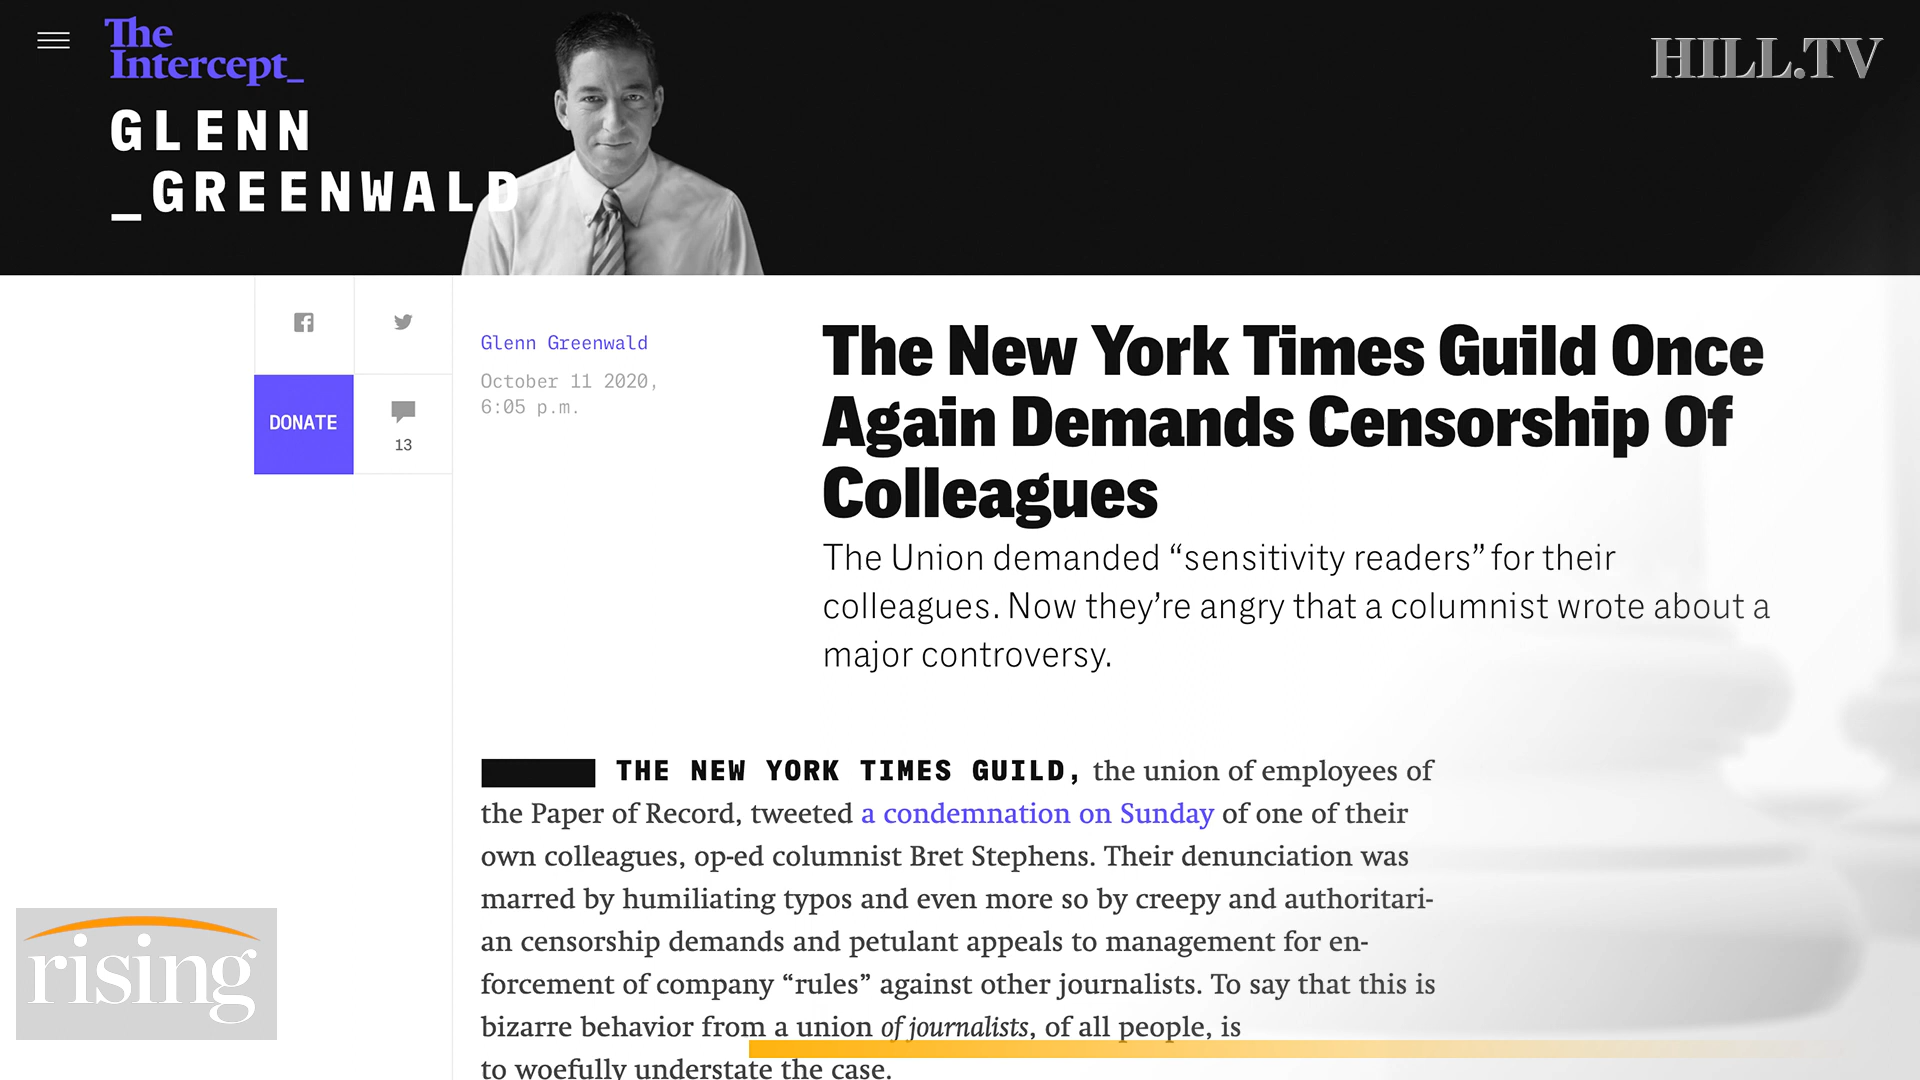 The
Intercept_
HILL.TV
GLENN
_GREENWALD
Glenn Greenwald
October 11 2020,
6:05 p.m.
DONATE
13
The New York Times Guild Once
Again Demands Censorship Of
Colleagues
The Union demanded “sensitivity readers” for their
colleagues. Now they’re angry that a columnist wrote about a
major controversy.
THE NEW YORK TIMES GUILD, the union of employees of
the Paper of Record, tweeted a condemnation on Sunday of one of their
own colleagues, op-ed columnist Bret Stephens. Their denunciation was
marred by humiliating typos and even more so by creepy and authoritari-
an censorship demands and petulant appeals to management for en-
forcement of company “rules” against other journalists. To say that this is
bizarre behavior from a union of journalists, of all people, is
to woefully understate the case.
rising